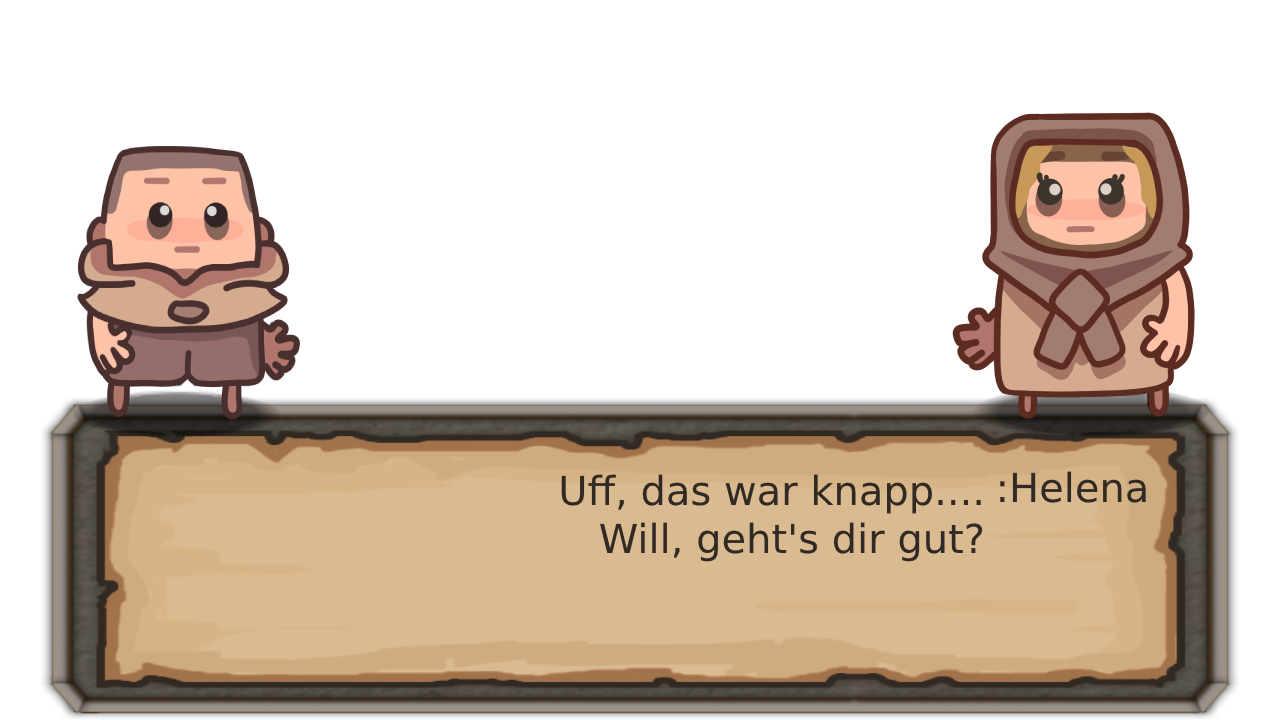 Uff, das war knapp.... :Helena
Will, geht's dir gut?